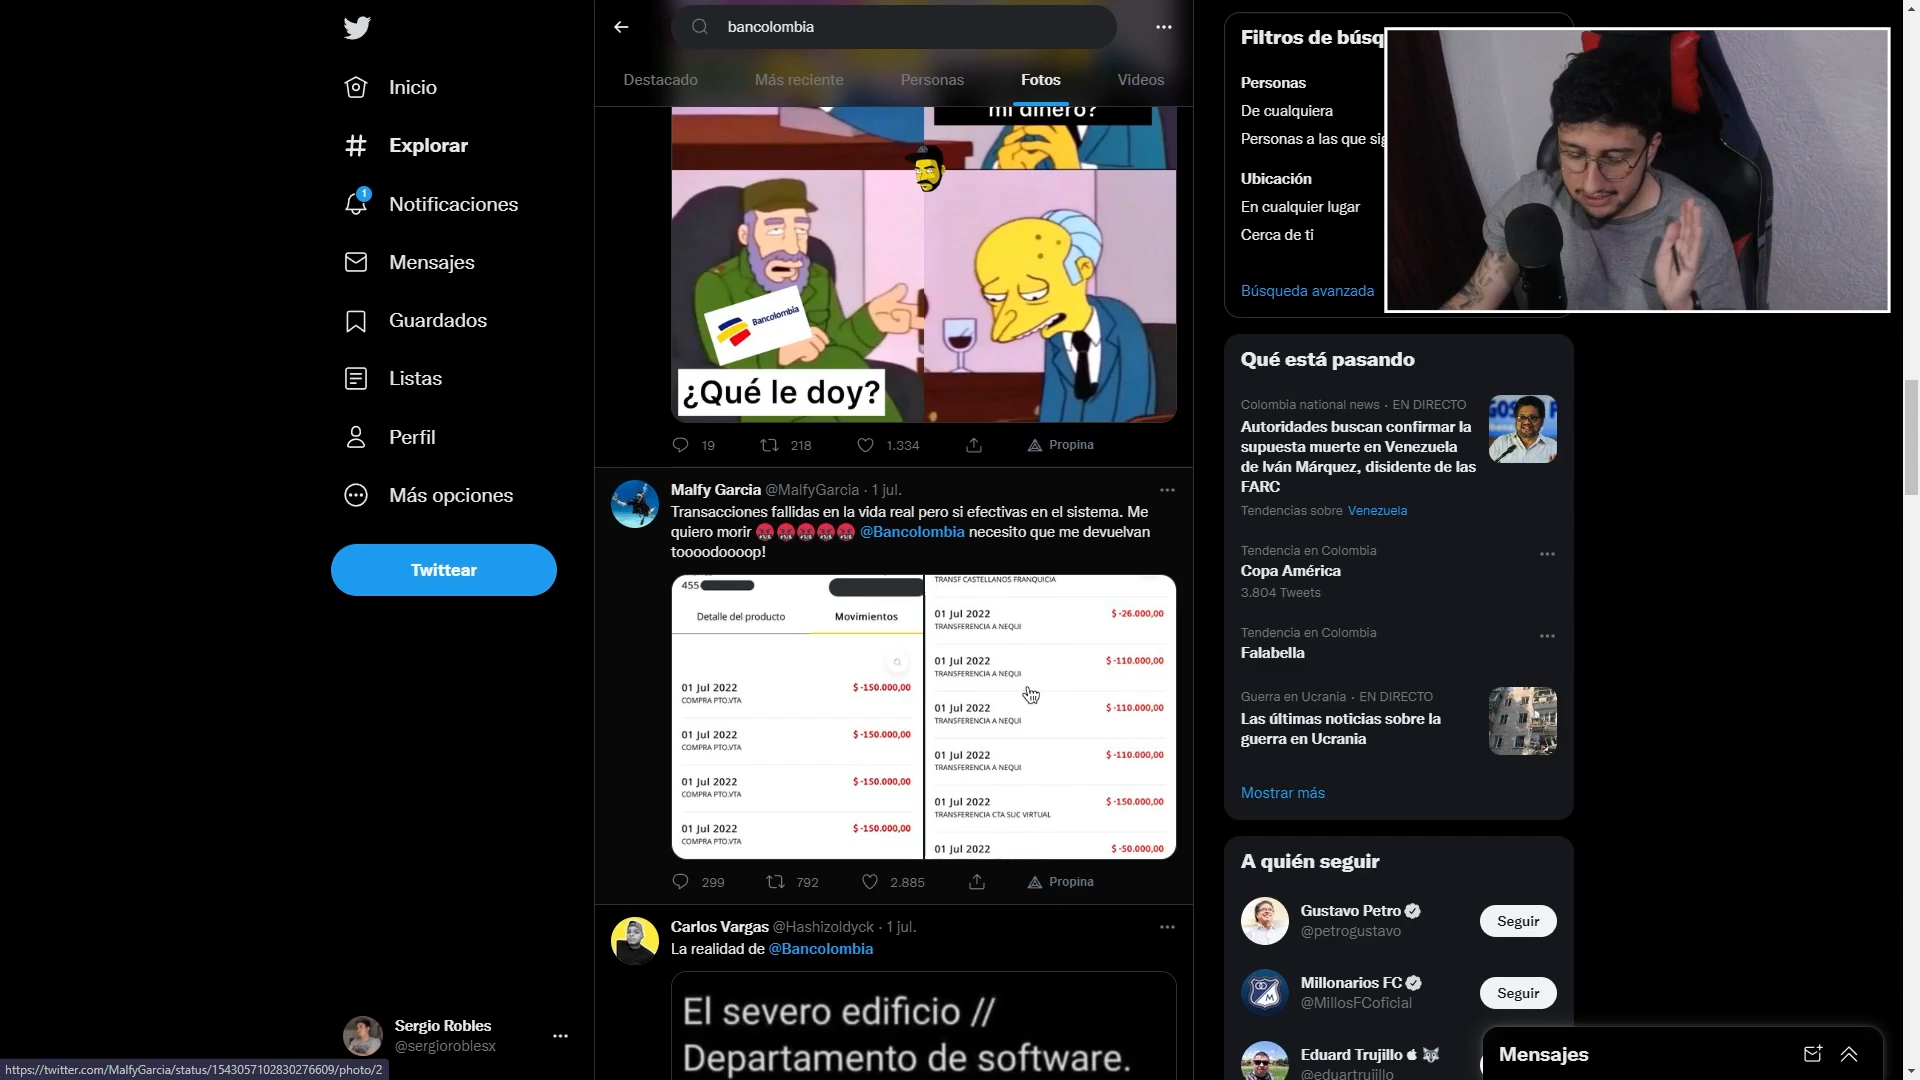 bancolombia
Destacado
Más reciente
Personas
Fotos
Videos
Inicio
Explorar
1
Notificaciones
Mensajes
Guardados
Listas
Perfil
Más opciones
Twittear
Sergio Robles
@sergioroblesx
https://twitter.com/MalfyGarcia/status/1543057102830276609/photo/2
mi dinero?
Bancolombia
¿Qué le doy?
19
218
1.334
Propina
Malfy Garcia @MalfyGarcia · 1 jul.
Transacciones fallidas en la vida real pero si efectivas en el sistema. Me
quiero morir @Bancolombia necesito que me devuelvan
toooodoooop!
455
Detalle del producto
Movimientos
01 Jul 2022 $ -150.000,00
COMPRA PTO.VTA
01 Jul 2022 $ -150.000,00
COMPRA PTO.VTA
01 Jul 2022 $ -150.000,00
COMPRA PTO.VTA
01 Jul 2022 $ -150.000,00
COMPRA PTO.VTA
TRANSF CASTELLANOS FRANQUICIA
01 Jul 2022 $ -26.000,00
TRANSFERENCIA A NEQUI
01 Jul 2022 $ -110.000,00
TRANSFERENCIA A NEQUI
01 Jul 2022 $ -110.000,00
TRANSFERENCIA A NEQUI
01 Jul 2022 $ -110.000,00
TRANSFERENCIA A NEQUI
01 Jul 2022 $ -150.000,00
TRANSFERENCIA CTA SUC VIRTUAL
01 Jul 2022 $ -50.000,00
299
792
2.885
Propina
Carlos Vargas @Hashizoldyck · 1 jul.
La realidad de @Bancolombia
El severo edificio //
Departamento de software.
Filtros de búsq
Personas
De cualquiera
Personas a las que sig
Ubicación
En cualquier lugar
Cerca de ti
Búsqueda avanzada
Qué está pasando
Colombia national news · EN DIRECTO
Autoridades buscan confirmar la
supuesta muerte en Venezuela
de Iván Márquez, disidente de las
FARC
Tendencias sobre Venezuela
Tendencia en Colombia
Copa América
3.804 Tweets
Tendencia en Colombia
Falabella
Guerra en Ucrania · EN DIRECTO
Las últimas noticias sobre la
guerra en Ucrania
Mostrar más
A quién seguir
Gustavo Petro
@petrogustavo
Seguir
Millonarios FC
@MillosFCoficial
Seguir
Eduard Trujillo
@eduartrujillo
Mensajes